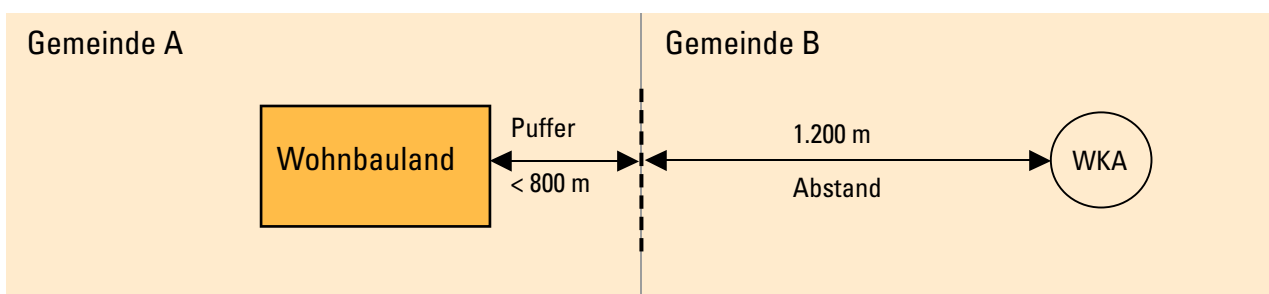 Gemeinde A
Gemeinde B
Wohnbauland
Puffer
< 800 m
1.200 m
Abstand
WKA